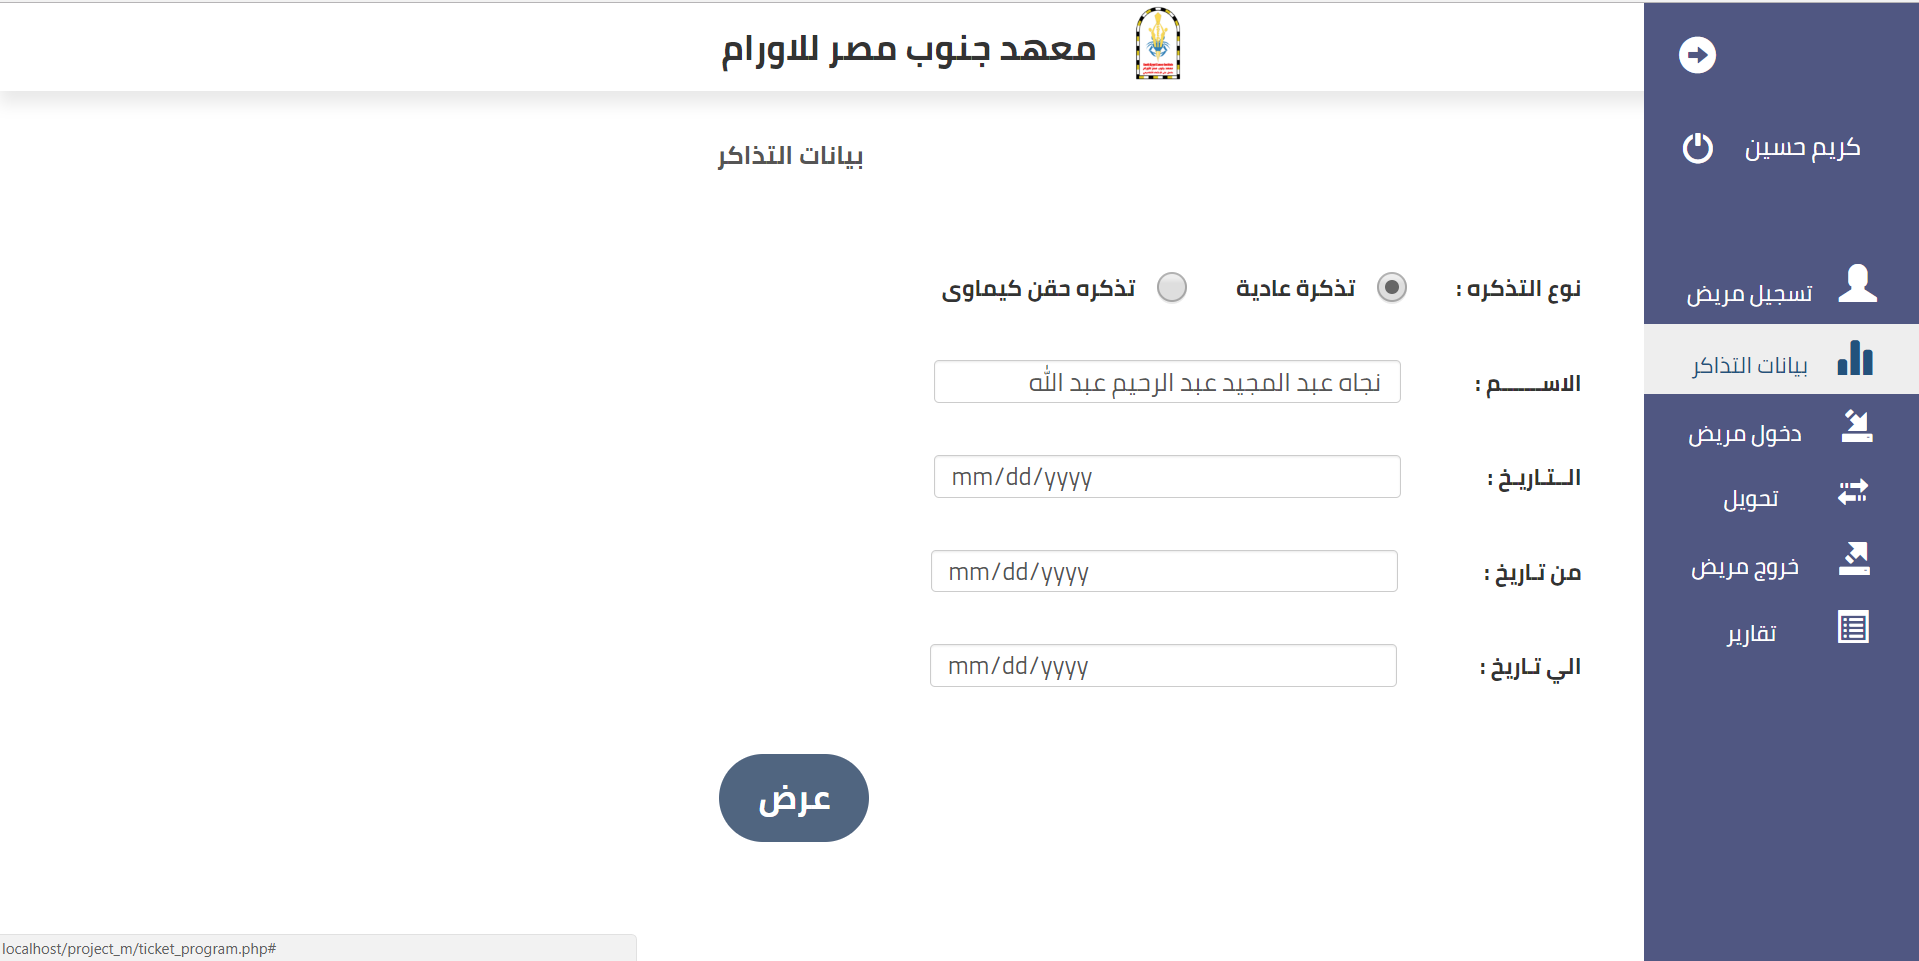 معهد جنوب مصر للاورام
كريم حسين
تسجيل مريض
بيانات التذاكر
دخول مريض
تحويل
خروج مريض
تقارير
بيانات التذاكر
نوع التذكره : تذكرة عادية تذكره حقن كيماوى
الاســـــم : نجاه عبد المجيد عبد الرحيم عبد الله
الــتـاريـخ : mm/dd/yyyy
من تـاريخ : mm/dd/yyyy
الي تـاريخ : mm/dd/yyyy
عرض
localhost/project_m/ticket_program.php#